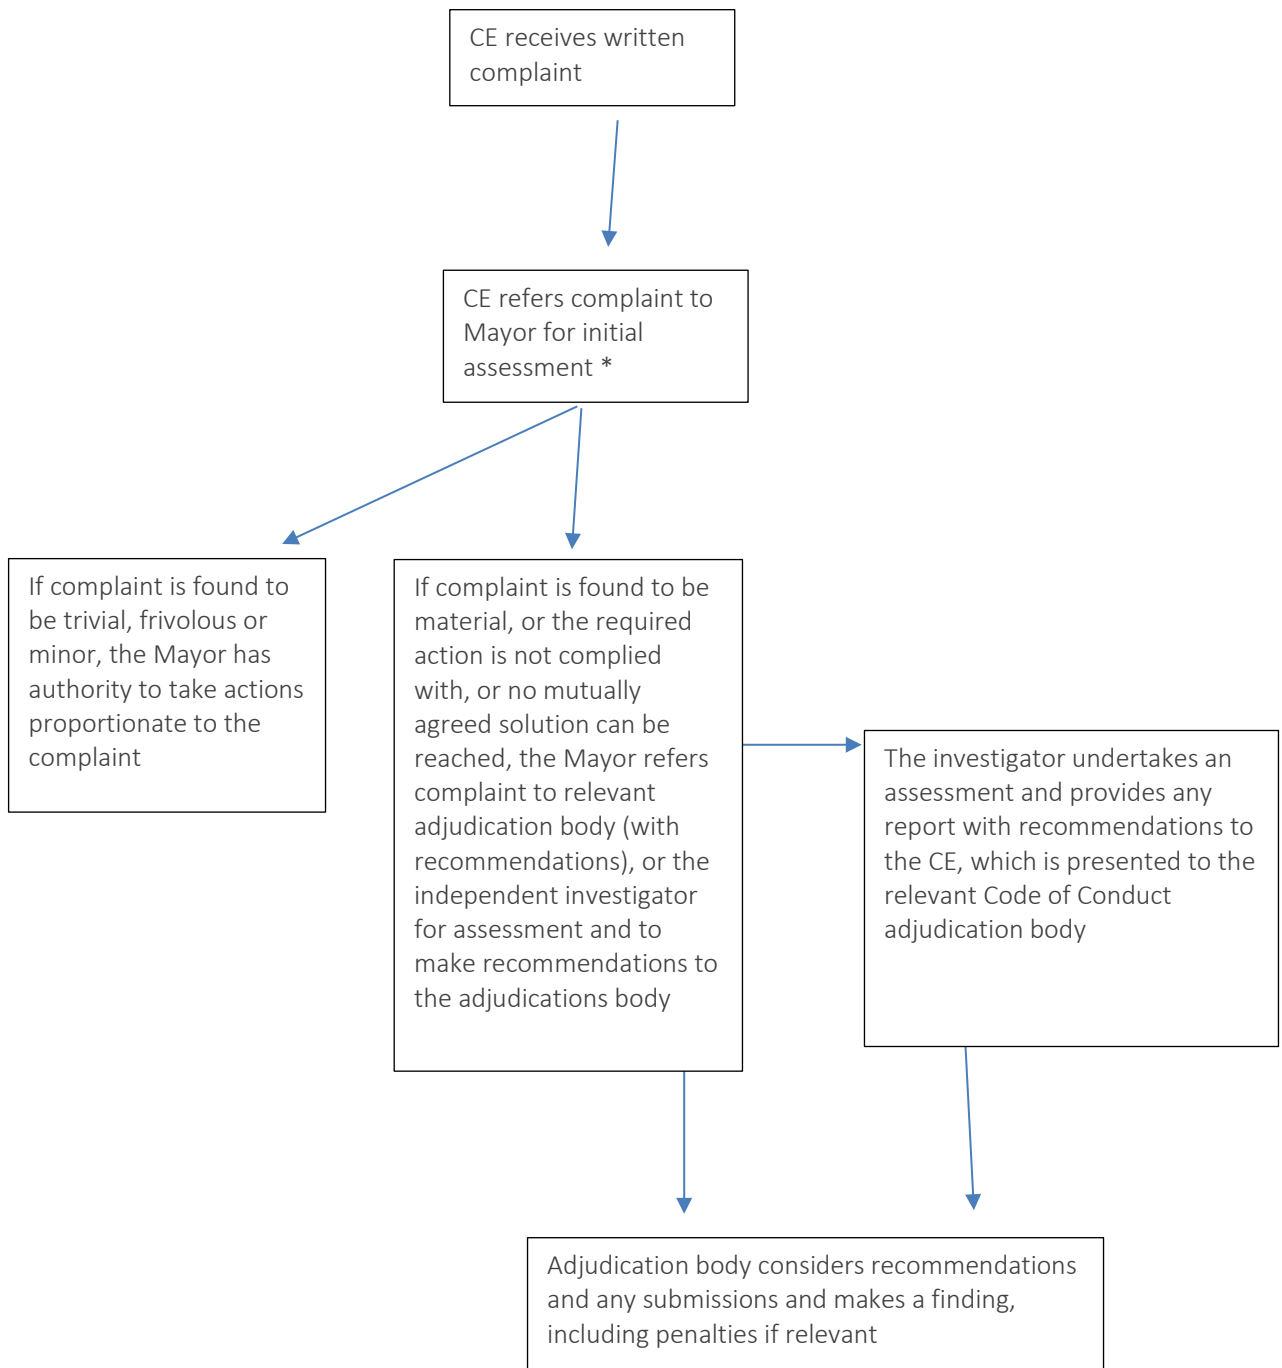 CE receives written
complaint
CE refers complaint to
Mayor for initial
assessment *
If complaint is found to
be trivial, frivolous or
minor, the Mayor has
authority to take actions
proportionate to the
complaint
If complaint is found to be
material, or the required
action is not complied
with, or no mutually
agreed solution can be
reached, the Mayor refers
complaint to relevant
adjudication body (with
recommendations), or the
independent investigator
for assessment and to
make recommendations to
the adjudications body
The investigator undertakes an
assessment and provides any
report with recommendations to
the CE, which is presented to the
relevant Code of Conduct
adjudication body
Adjudication body considers recommendations
and any submissions and makes a finding,
including penalties if relevant